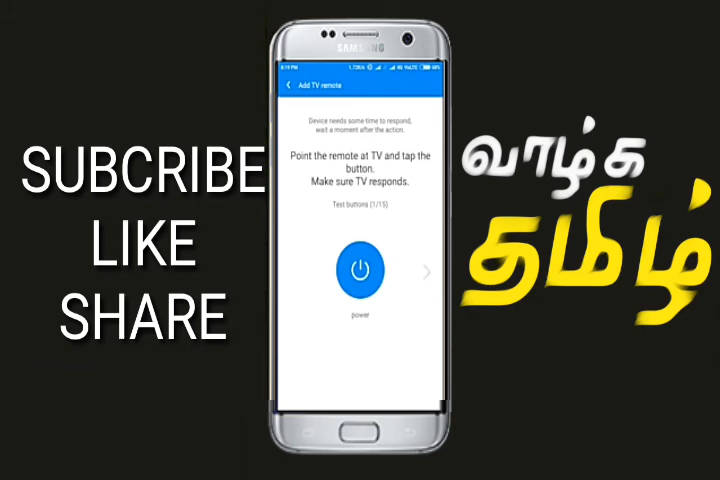 SUBCRIBE
LIKE
SHARE
SAMSUNG
Add TV remote
Device needs some time to respond,
wait a moment after the action.
Point the remote at TV and tap the
button.
Make sure TV responds.
Test buttons (1/15)
power
வாழ்க
தமிழ்